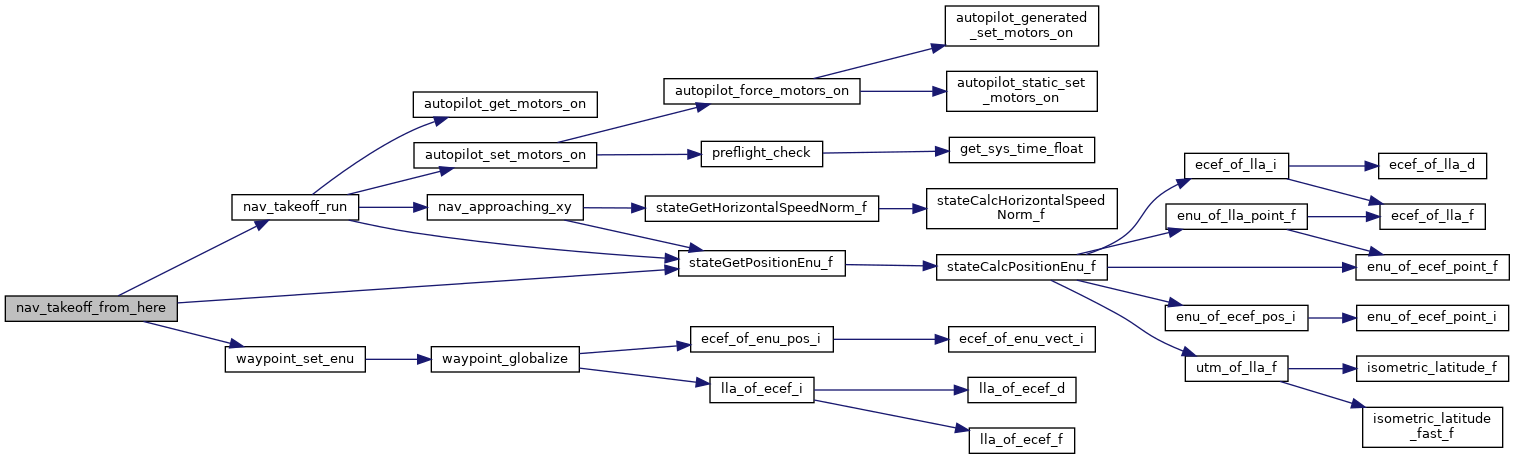 nav_takeoff_from_here
nav_takeoff_run
waypoint_set_enu
autopilot_get_motors_on
autopilot_set_motors_on
nav_approaching_xy
waypoint_globalize
autopilot_force_motors_on
preflight_check
stateGetHorizontalSpeedNorm_f
stateGetPositionEnu_f
ecef_of_enu_pos_i
lla_of_ecef_i
autopilot_generated
_set_motors_on
autopilot_static_set
_motors_on
get_sys_time_float
stateCalcHorizontalSpeed
Norm_f
stateCalcPositionEnu_f
ecef_of_enu_vect_i
lla_of_ecef_d
lla_of_ecef_f
ecef_of_lla_i
enu_of_lla_point_f
enu_of_ecef_pos_i
utm_of_lla_f
ecef_of_lla_d
ecef_of_lla_f
enu_of_ecef_point_f
enu_of_ecef_point_i
isometric_latitude_f
isometric_latitude
_fast_f